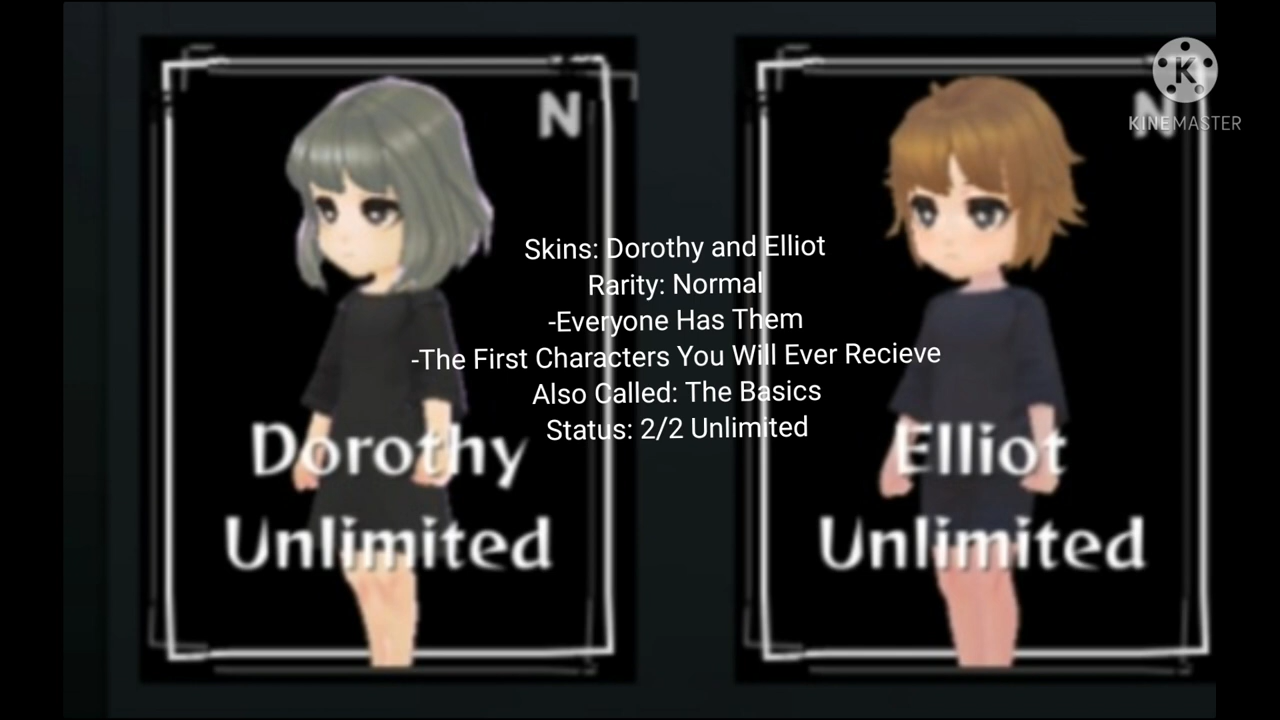 N
N
KINEMASTER
Skins: Dorothy and Elliot
Rarity: Normal
-Everyone Has Them
-The First Characters You Will Ever Recieve
Also Called: The Basics
Status: 2/2 Unlimited
Dorothy
Unlimited
Elliot
Unlimited